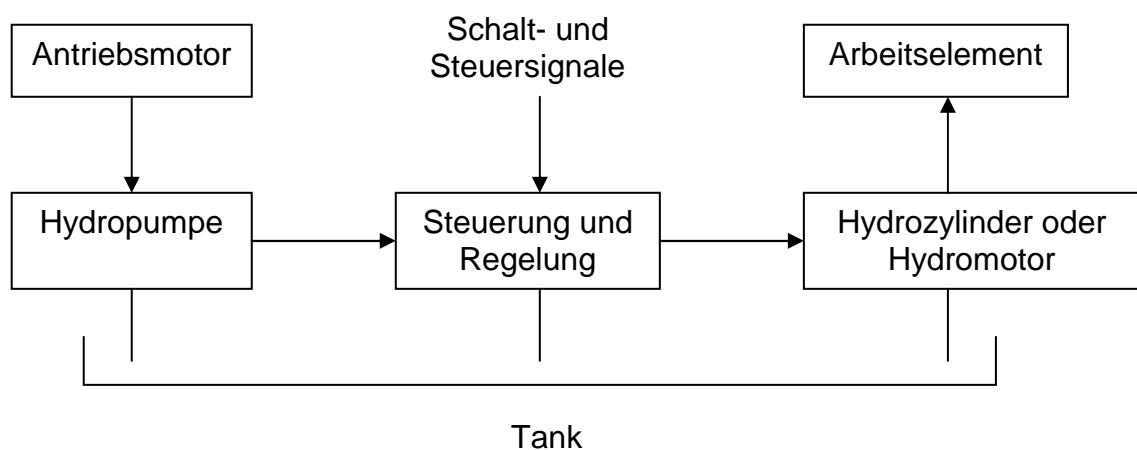 Antriebsmotor
Schalt- und
Steuersignale
Arbeitselement
Hydropumpe
Steuerung und
Regelung
Hydrozylinder oder
Hydromotor
Tank